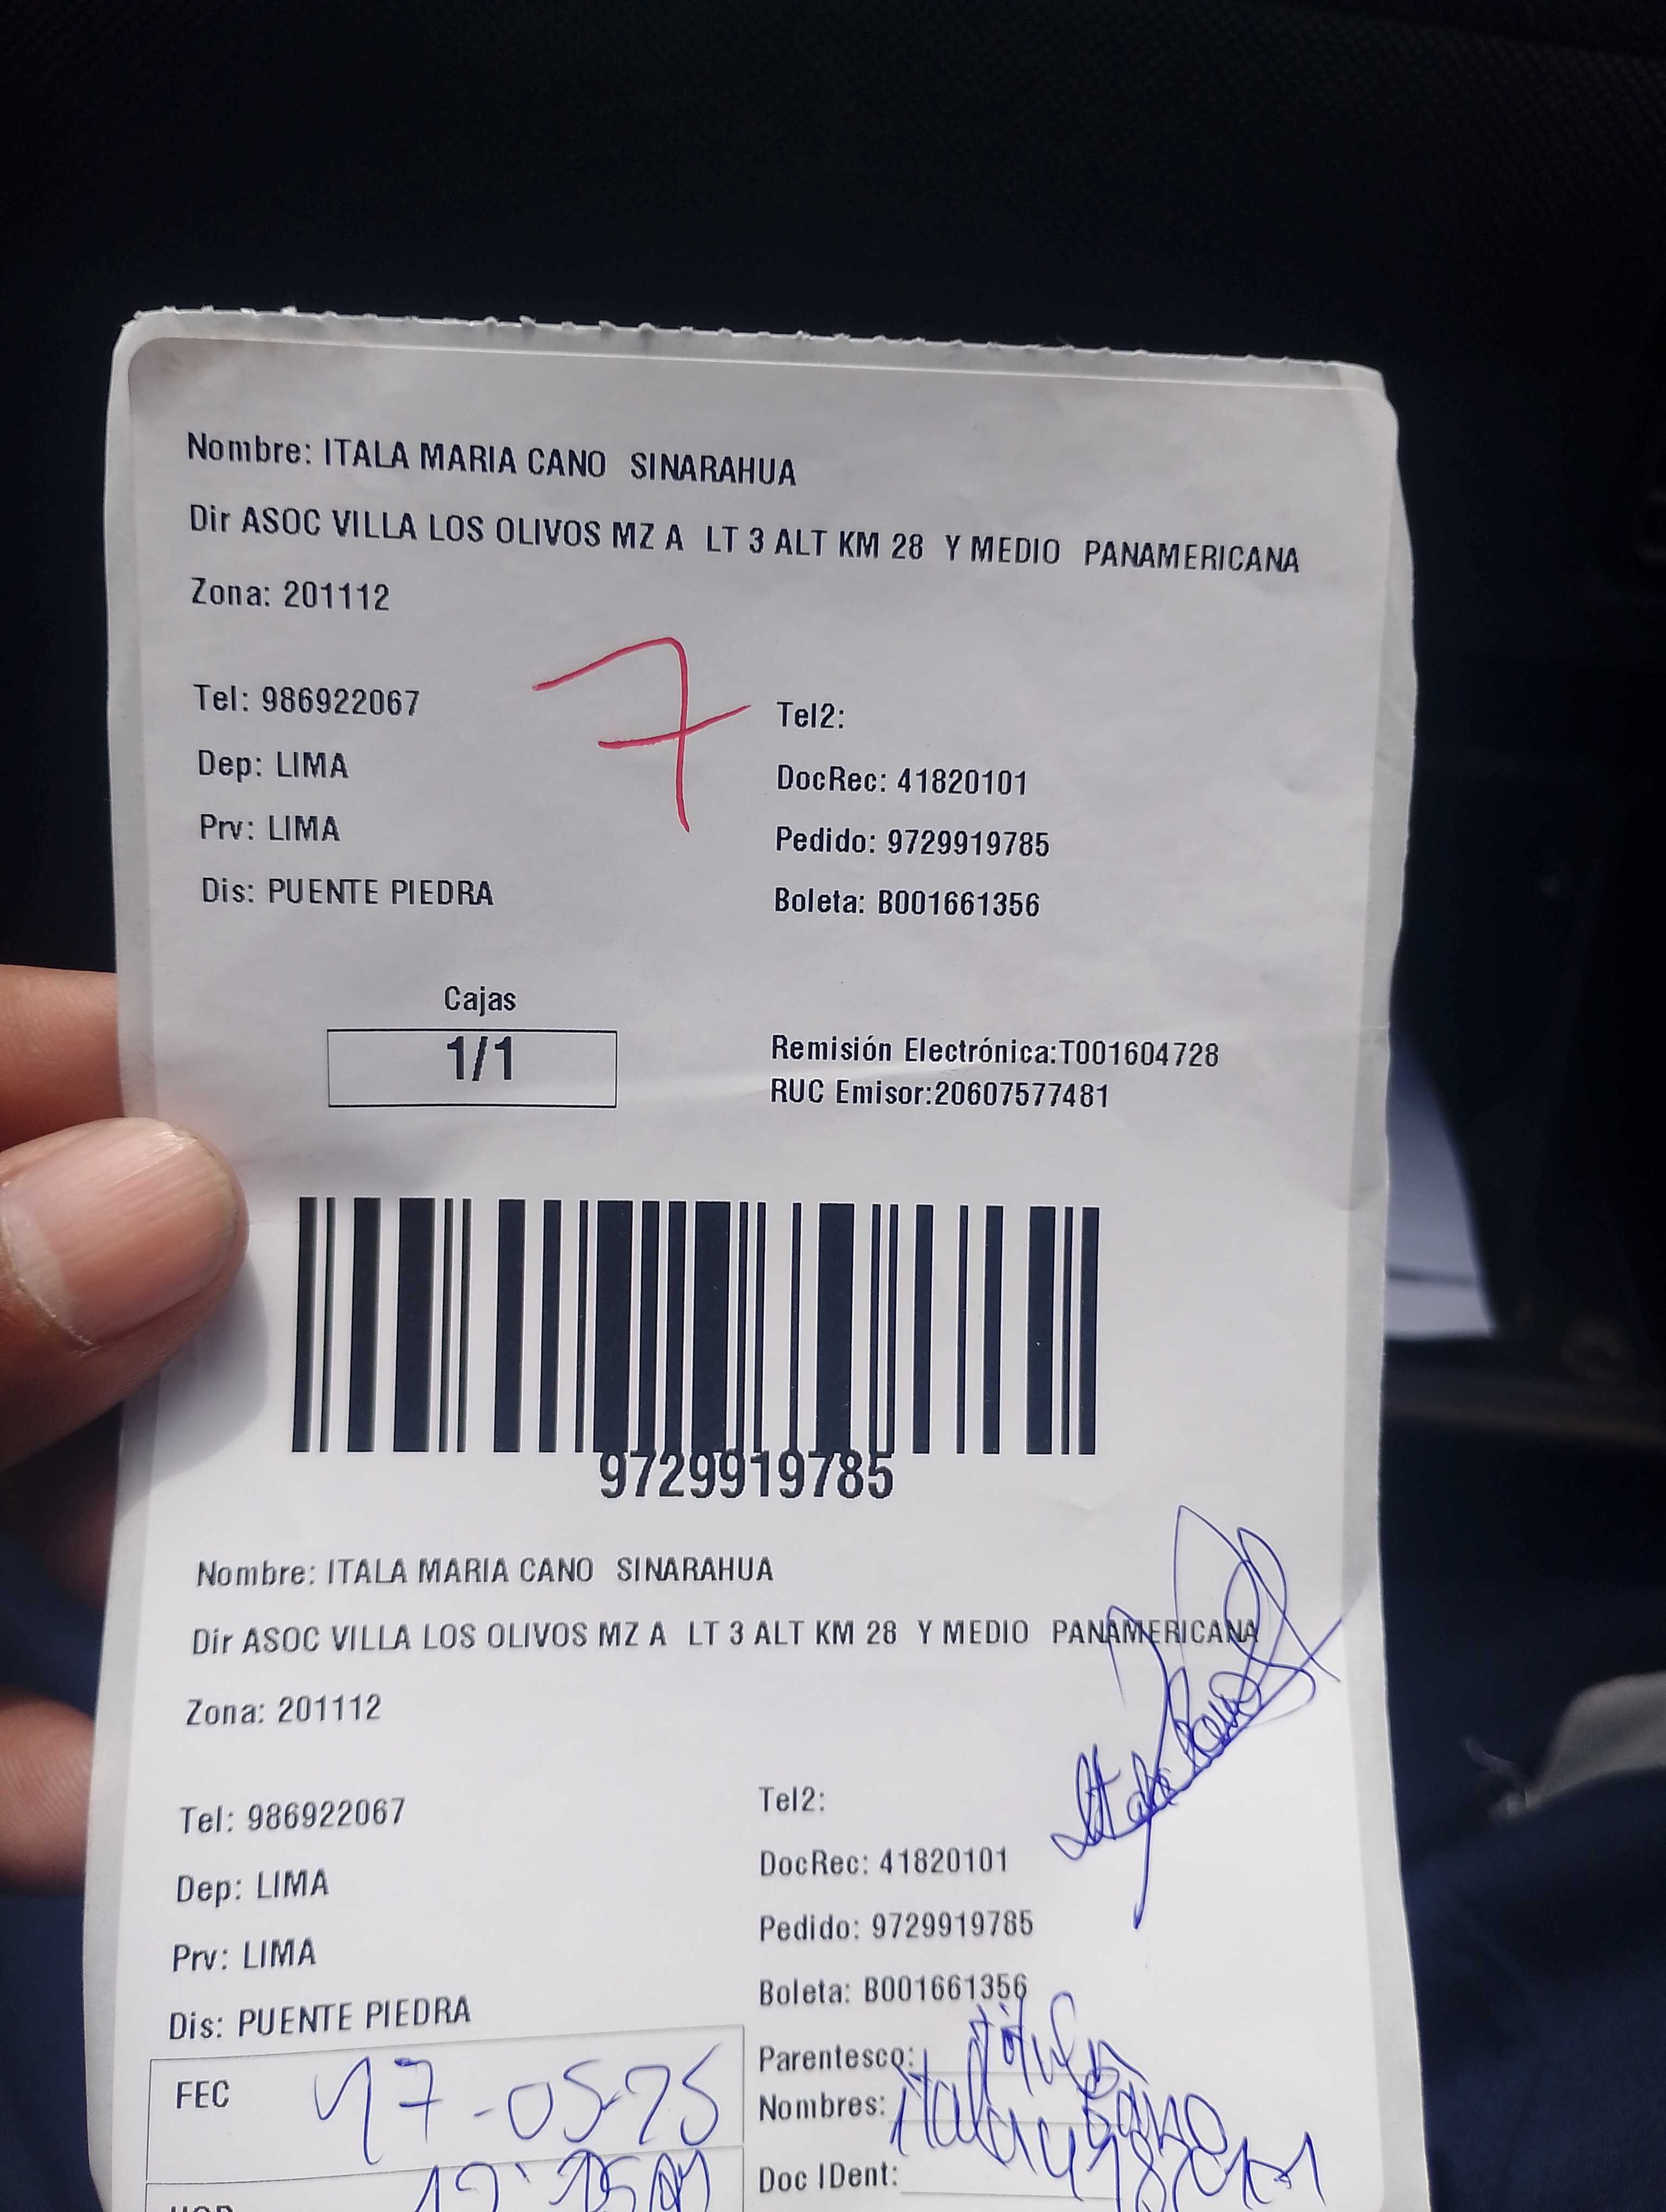 Nombre: ITALA MARIA CANO SINARAHUA
Dir ASOC VILLA LOS OLIVOS MZ A LT 3 ALT KM 28 Y MEDIO PANAMERICANA
Zona: 201112
7
Tel: 986922067
Tel2:
Dep: LIMA
DocRec: 41820101
Prv: LIMA
Pedido: 9729919785
Dis: PUENTE PIEDRA
Boleta: B001661356
Cajas
1/1
Remisión Electrónica:T001604728
RUC Emisor:20607577481
9729919785
Nombre: ITALA MARIA CANO SINARAHUA
Dir ASOC VILLA LOS OLIVOS MZ A LT 3 ALT KM 28 Y MEDIO PANAMERICANA
Zona: 201112
Tel: 986922067
Tel2:
Dep: LIMA
DocRec: 41820101
Prv: LIMA
Pedido: 9729919785
Dis: PUENTE PIEDRA
Boleta: B001661356
Parentesco:
FEC 17-05-25
Nombres: itala cano
Doc IDent: